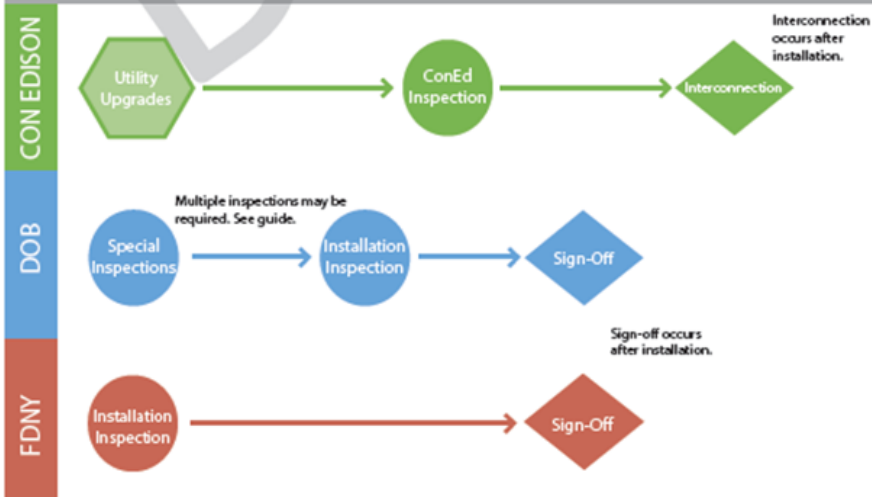 CON EDISON
Utility
Upgrades
ConEd
Inspection
Interconnection
Interconnection
occurs after
installation.
DOB
Special
Inspections
Multiple inspections may be
required. See guide.
Installation
Inspection
Sign-Off
FDNY
Installation
Inspection
Sign-Off
Sign-off occurs
after installation.